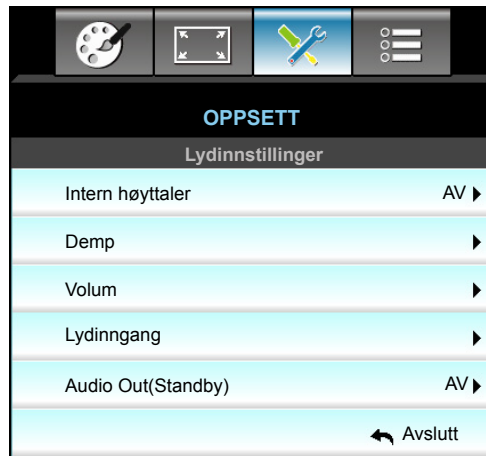 OPPSETT
Lydinnstillinger
Intern høyttaler AV
Demp
Volum
Lydinngang
Audio Out(Standby) AV
Avslutt